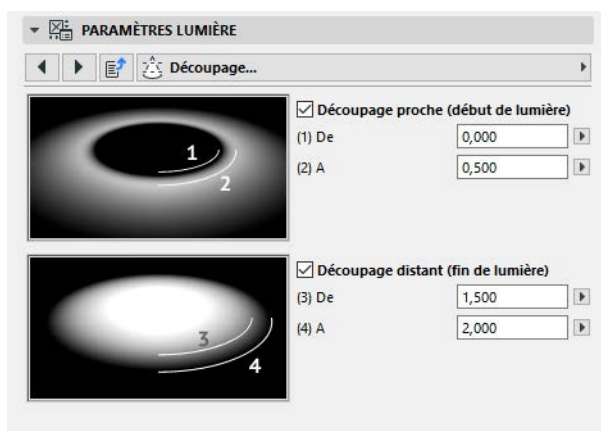 PARAMÈTRES LUMIÈRE
Découpage...
1
2
Découpage proche (début de lumière)
(1) De 0,000
(2) A 0,500
3
4
Découpage distant (fin de lumière)
(3) De 1,500
(4) A 2,000